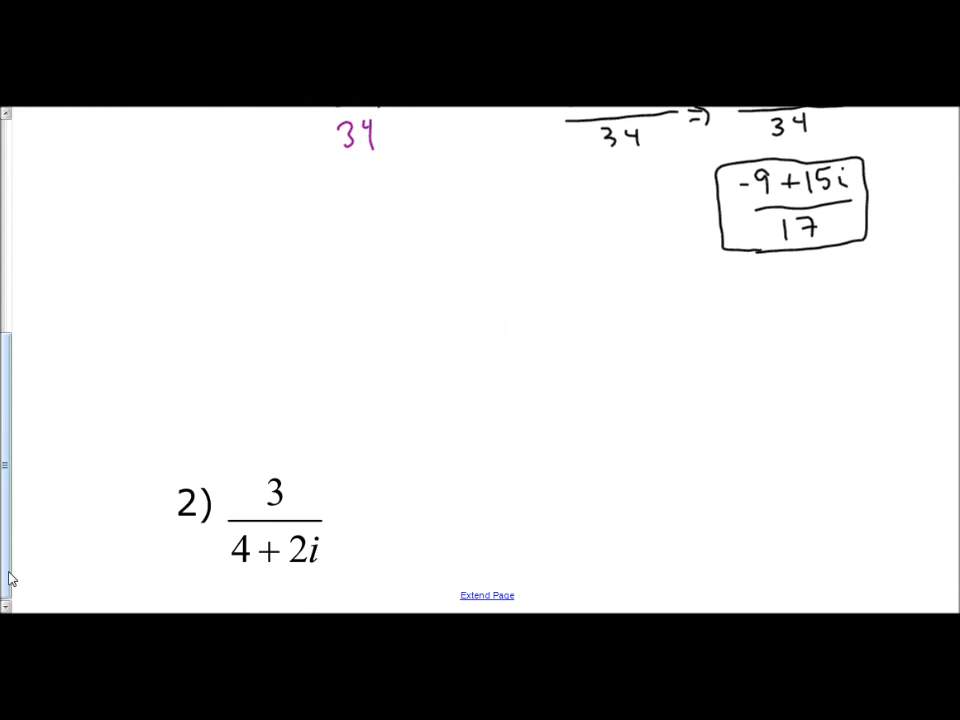 34
34 ⇒ 34
-9 + 15i
17
2) 3
4 + 2i
Extend Page